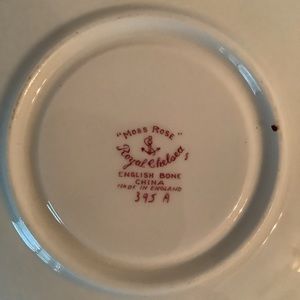 "Moss Rose"
Royal Chelsea
ENGLISH BONE
CHINA
MADE IN ENGLAND
395 A